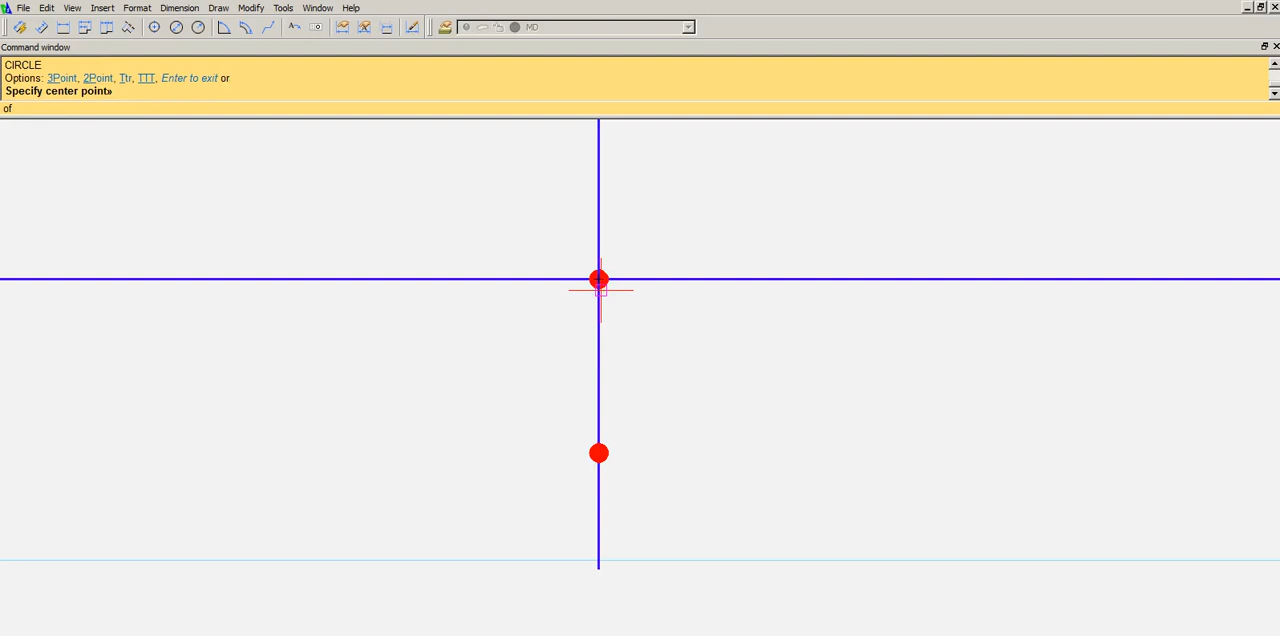 File Edit View Insert Format Dimension Draw Modify Tools Window Help
MD
Command window
CIRCLE
Options: 3Point, 2Point, Ttr, TTT, Enter to exit or
Specify center point»
of